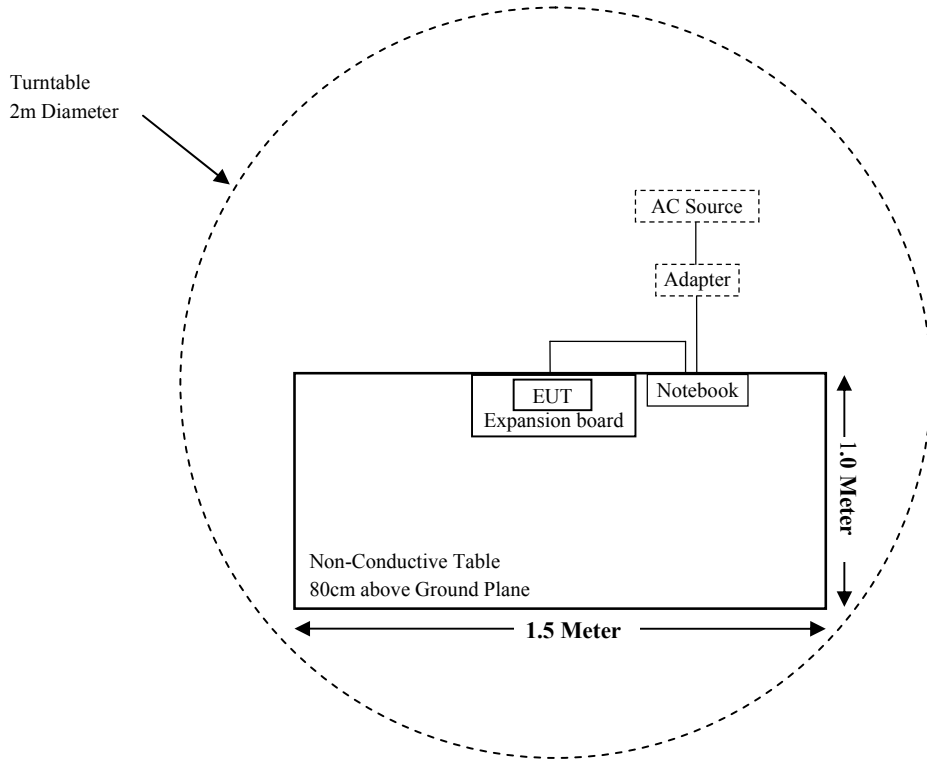 Turntable
2m Diameter
AC Source
Adapter
EUT
Notebook
Expansion board
1.0 Meter
Non-Conductive Table
80cm above Ground Plane
1.5 Meter